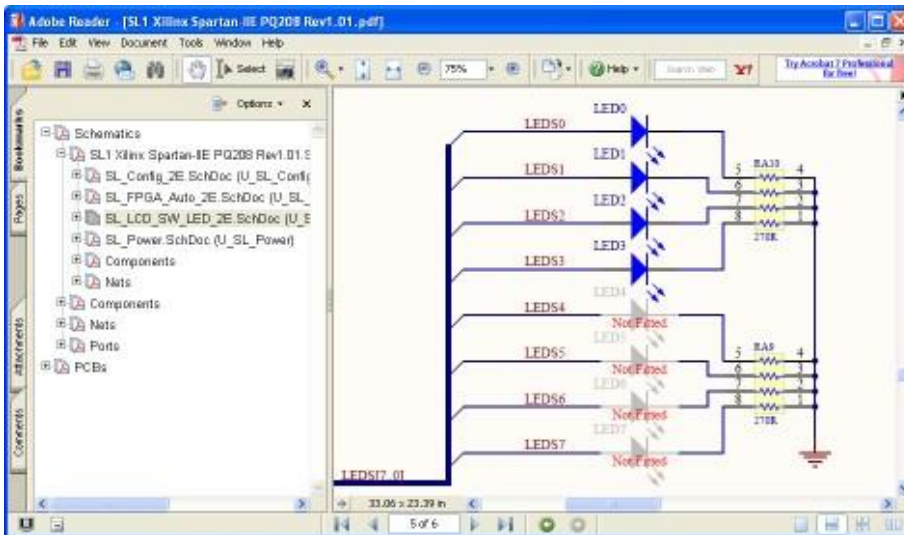 Adobe Reader - [SL1 Xilinx Spartan-IIE PQ208 Rev1.01.pdf]
File Edit View Document Tools Window Help
Select 75% Help Search Web Y! Try Acrobat 7 Professional for free!
Options
Bookmarks
Pages
Attachments
Comments
Schematics
SL1 Xilinx Spartan-IIE PQ208 Rev1.01.S
SL_Config_2E.SchDoc (U_SL_Config
SL_FPGA_Auto_2E.SchDoc (U_SL_
SL_LCD_SW_LED_2E.SchDoc (U_S
SL_Power.SchDoc (U_SL_Power)
Components
Nets
Components
Nets
Ports
PCBs
LED0
LEDS0
LED1
LEDS1
LED2
LEDS2
LED3
LEDS3
LED4
LEDS4
Not Fitted
LED5
LEDS5
Not Fitted
LED6
LEDS6
Not Fitted
LED7
LEDS7
Not Fitted
RA10
5 4
6 3
7 2
8 1
270R
RA9
5 4
6 3
7 2
8 1
270R
LEDS[7..0]
33.06 x 23.39 in
5 of 6